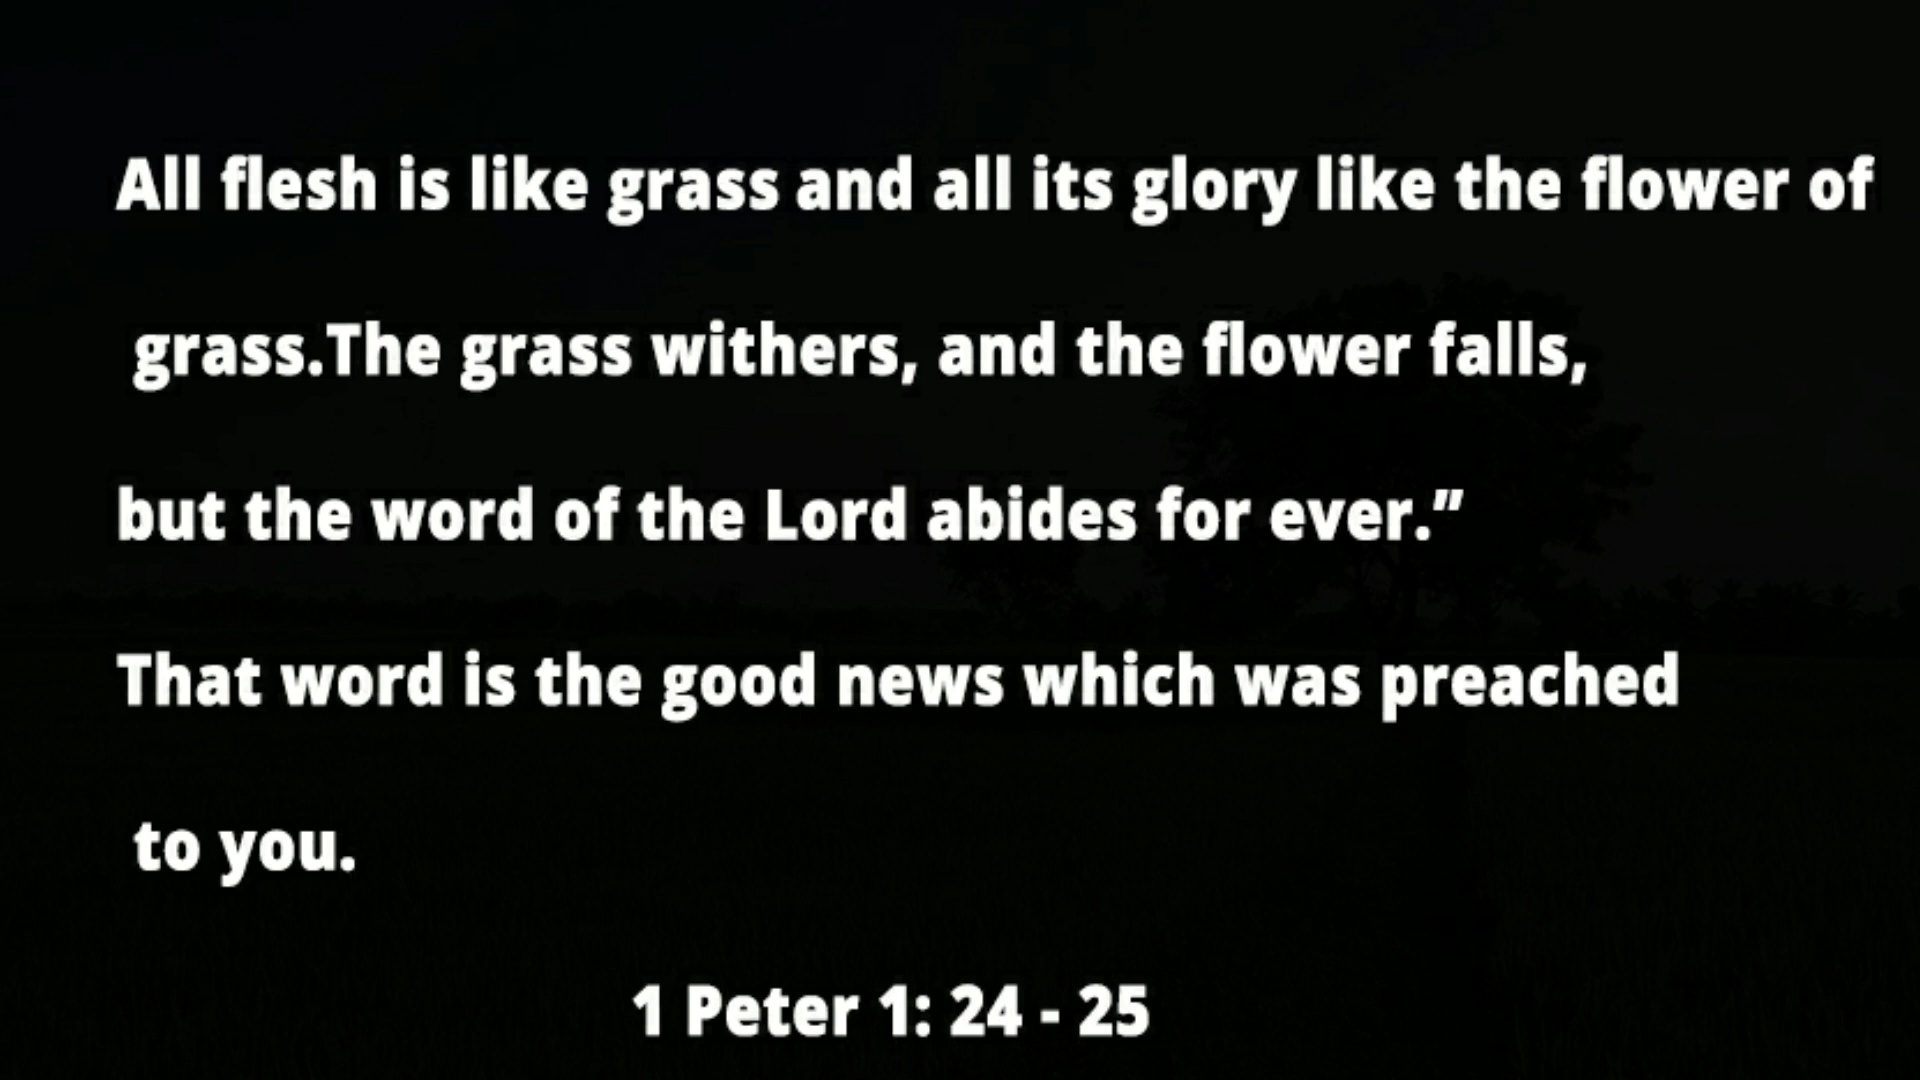 All flesh is like grass and all its glory like the flower of
grass.The grass withers, and the flower falls,
but the word of the Lord abides for ever.”
That word is the good news which was preached
to you.
1 Peter 1: 24 - 25